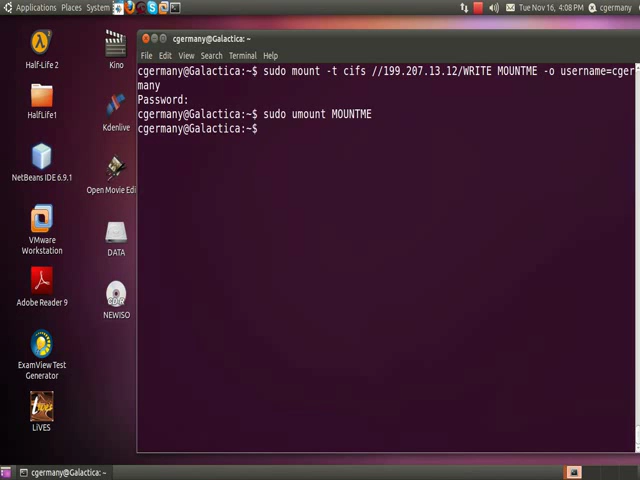 Applications Places System
Tue Nov 16, 4:08 PM
cgermany
cgermany@Galactica: ~
File Edit View Search Terminal Help
cgermany@Galactica:~$ sudo mount -t cifs //199.207.13.12/WRITE MOUNTME -o username=cger
many
Password:
cgermany@Galactica:~$ sudo umount MOUNTME
cgermany@Galactica:~$
Half-Life 2
Kino
HalfLife1
Kdenlive
NetBeans IDE 6.9.1
Open Movie Edi
VMware
Workstation
DATA
Adobe Reader 9
NEWISO
ExamView Test
Generator
LiVES
cgermany@Galactica: ~